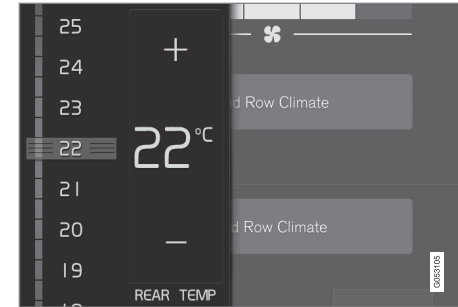 25
24
23
22
21
20
19
+
22°C
–
REAR TEMP
Row Climate
Row Climate
G053105